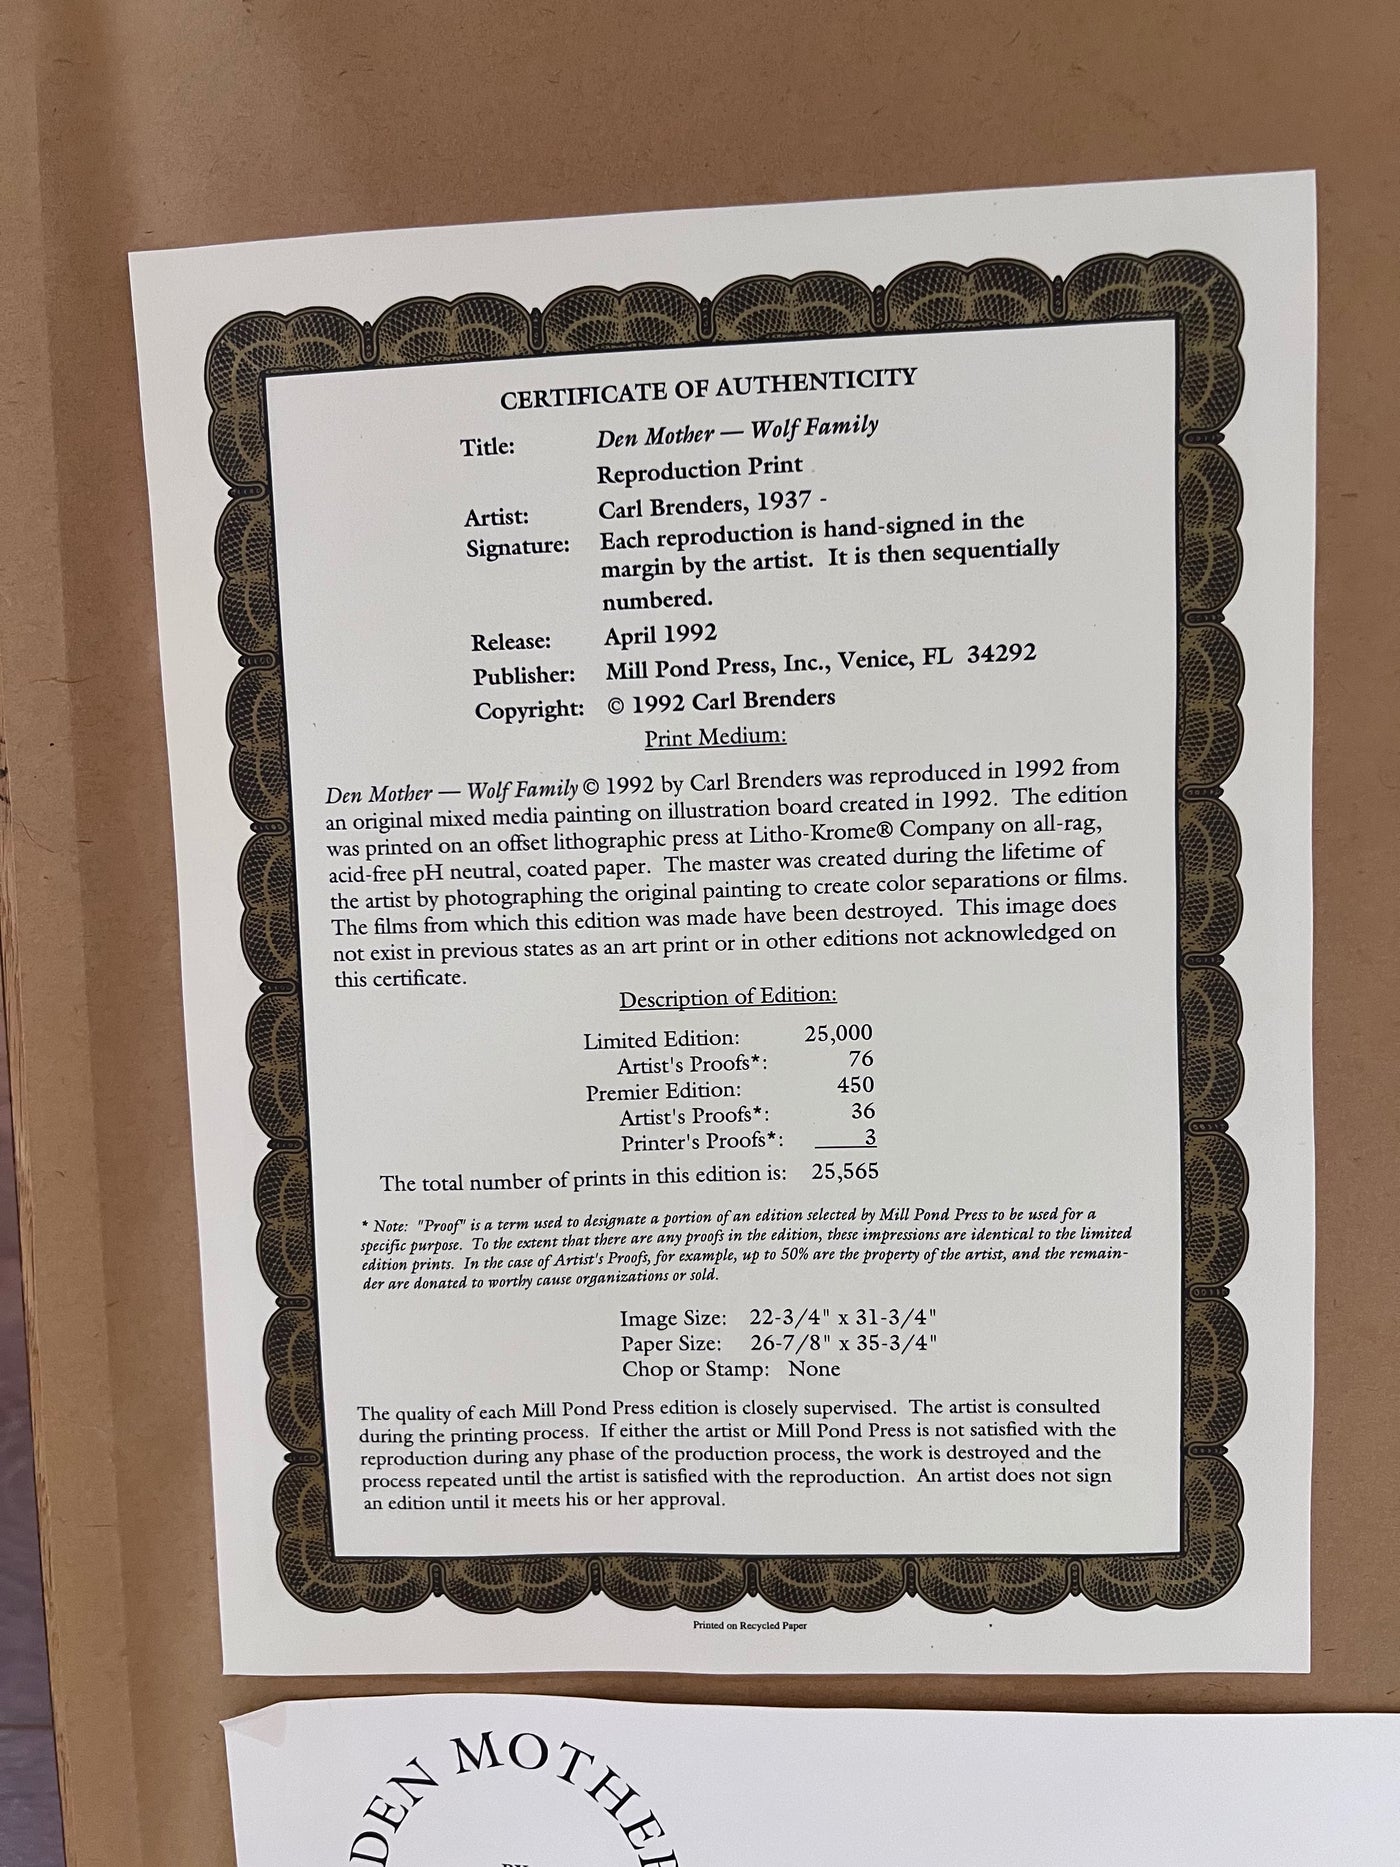 CERTIFICATE OF AUTHENTICITY
Title: Den Mother — Wolf Family
Reproduction Print
Artist: Carl Brenders, 1937 -
Signature: Each reproduction is hand-signed in the
margin by the artist. It is then sequentially
numbered.
Release: April 1992
Publisher: Mill Pond Press, Inc., Venice, FL 34292
Copyright: © 1992 Carl Brenders
Print Medium:
Den Mother — Wolf Family © 1992 by Carl Brenders was reproduced in 1992 from
an original mixed media painting on illustration board created in 1992. The edition
was printed on an offset lithographic press at Litho-Krome® Company on all-rag,
acid-free pH neutral, coated paper. The master was created during the lifetime of
the artist by photographing the original painting to create color separations or films.
The films from which this edition was made have been destroyed. This image does
not exist in previous states as an art print or in other editions not acknowledged on
this certificate.
Description of Edition:
Limited Edition: 25,000
Artist's Proofs*: 76
Premier Edition: 450
Artist's Proofs*: 36
Printer's Proofs*: 3
The total number of prints in this edition is: 25,565
* Note: "Proof" is a term used to designate a portion of an edition selected by Mill Pond Press to be used for a
specific purpose. To the extent that there are any proofs in the edition, these impressions are identical to the limited
edition prints. In the case of Artist's Proofs, for example, up to 50% are the property of the artist, and the remain-
der are donated to worthy cause organizations or sold.
Image Size: 22-3/4" x 31-3/4"
Paper Size: 26-7/8" x 35-3/4"
Chop or Stamp: None
The quality of each Mill Pond Press edition is closely supervised. The artist is consulted
during the printing process. If either the artist or Mill Pond Press is not satisfied with the
reproduction during any phase of the production process, the work is destroyed and the
process repeated until the artist is satisfied with the reproduction. An artist does not sign
an edition until it meets his or her approval.
Printed on Recycled Paper
DEN MOTHER